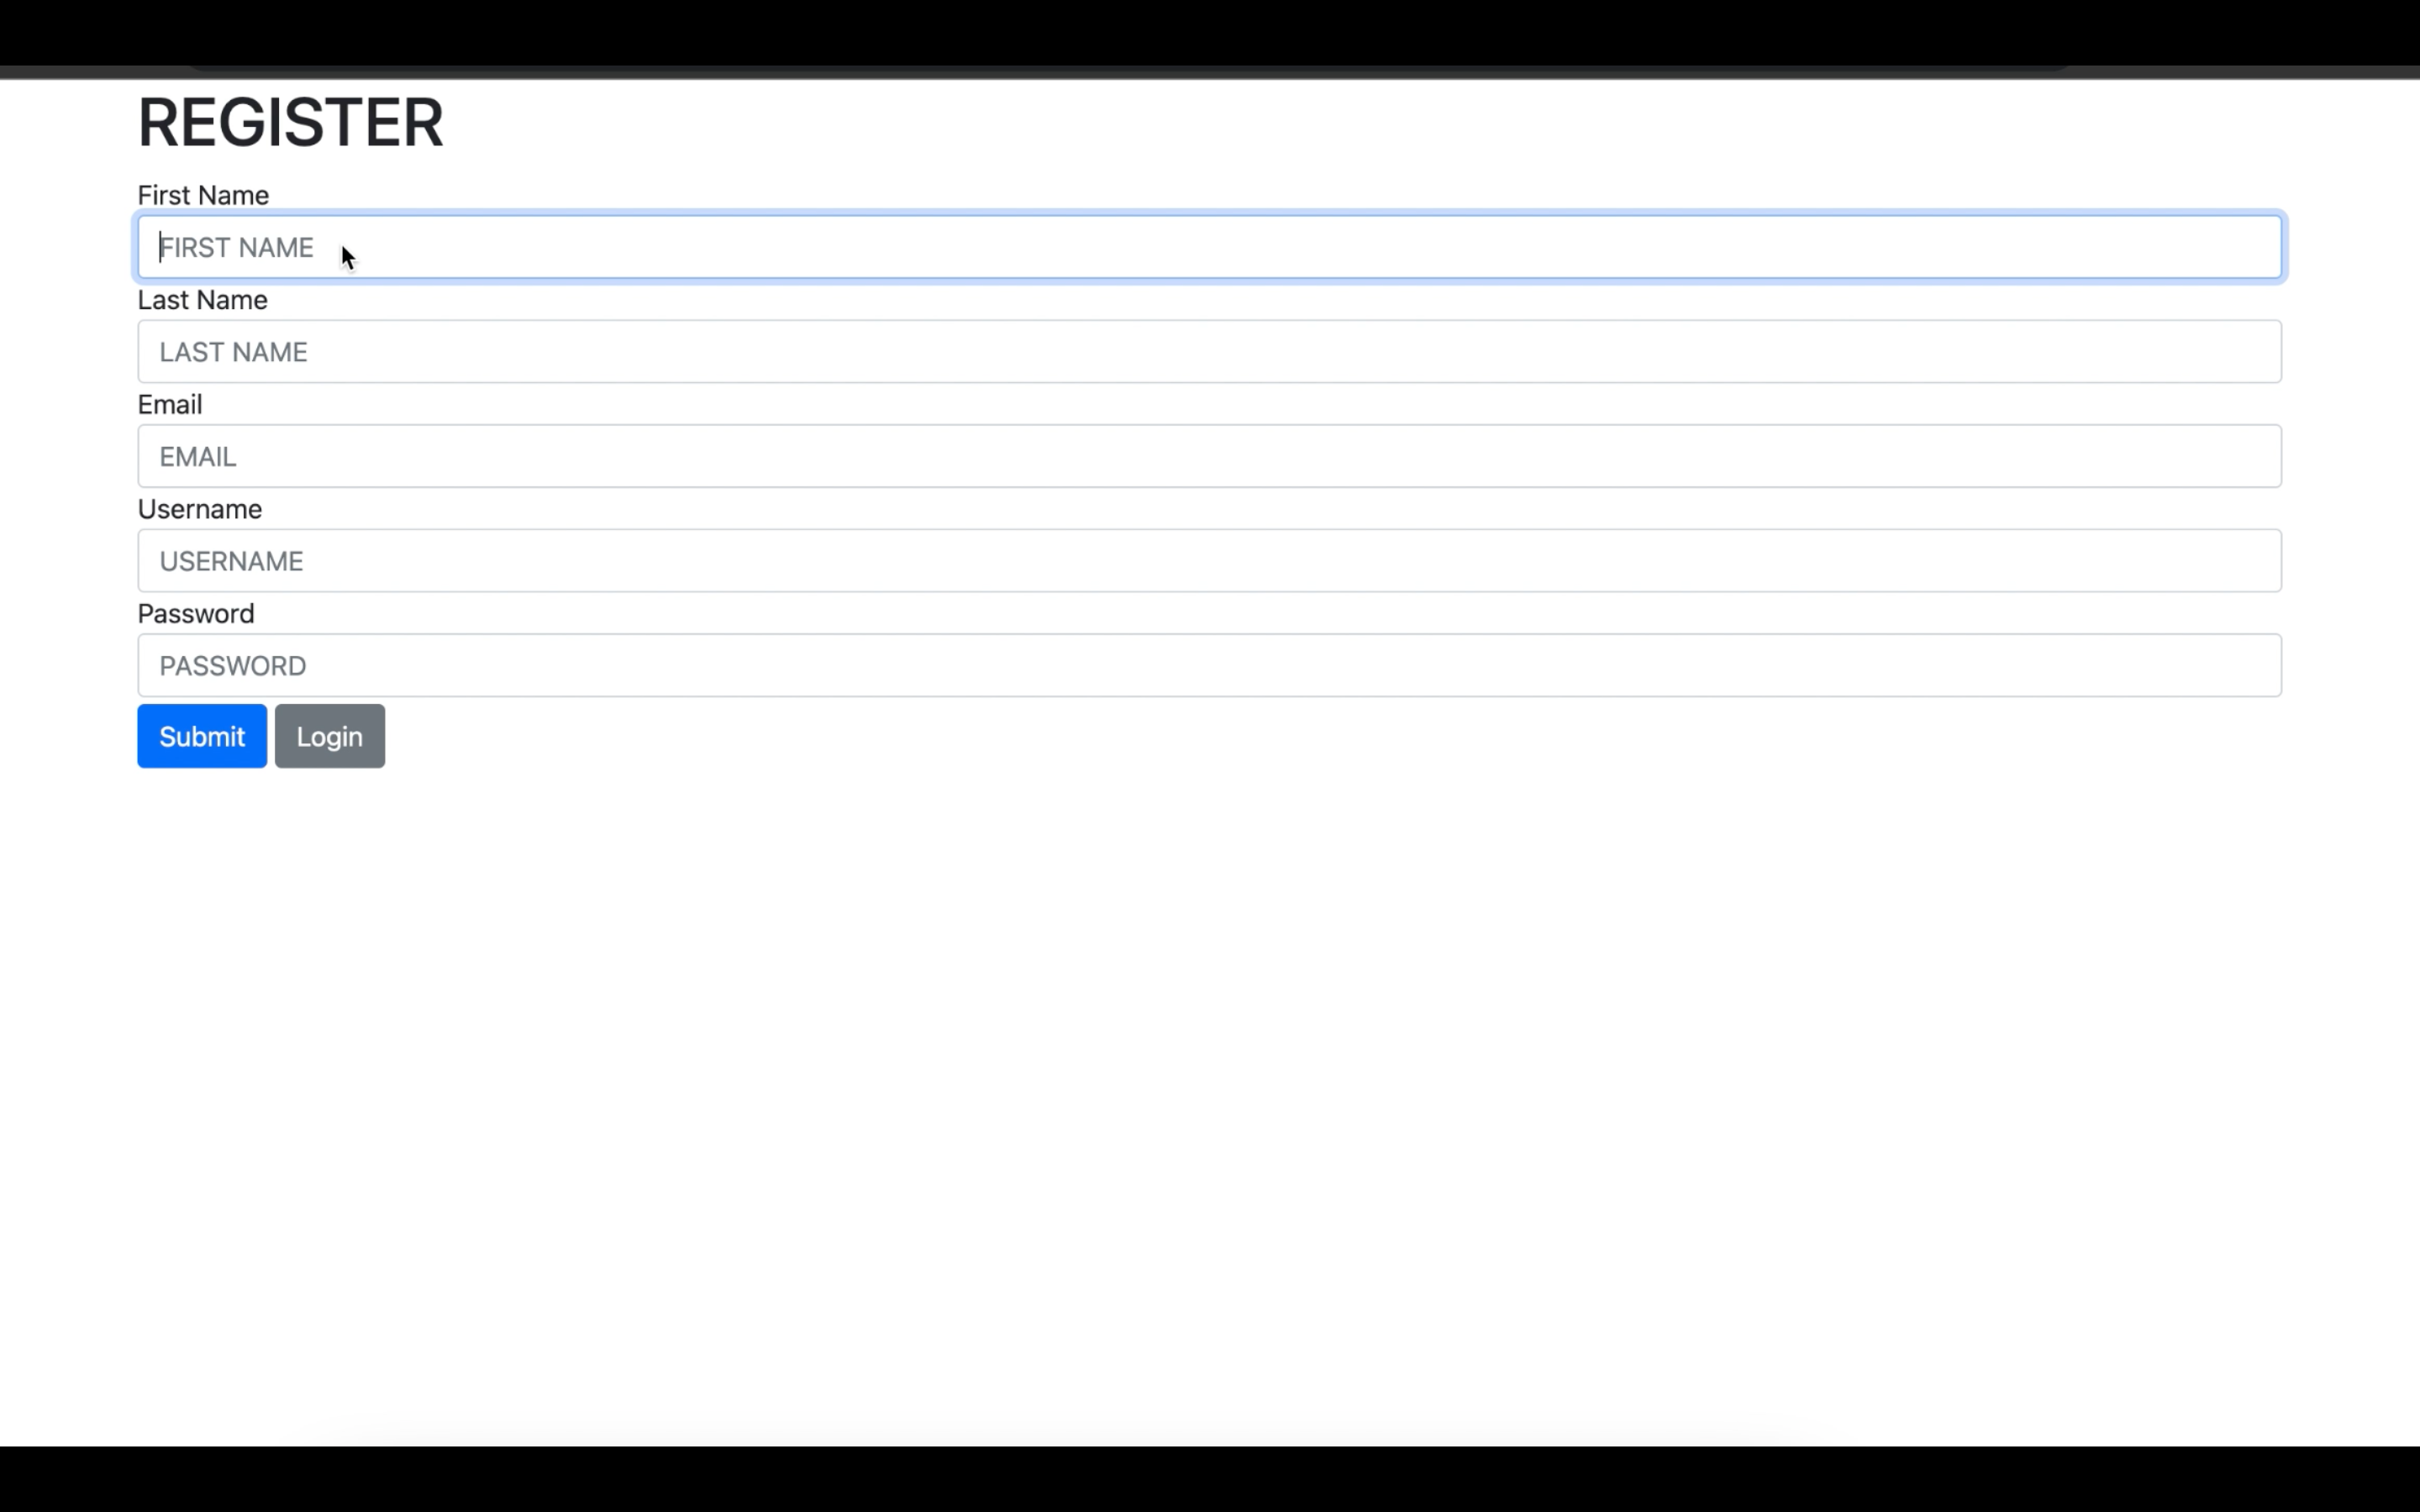 REGISTER
First Name
FIRST NAME
Last Name
LAST NAME
Email
EMAIL
Username
USERNAME
Password
PASSWORD
Submit Login